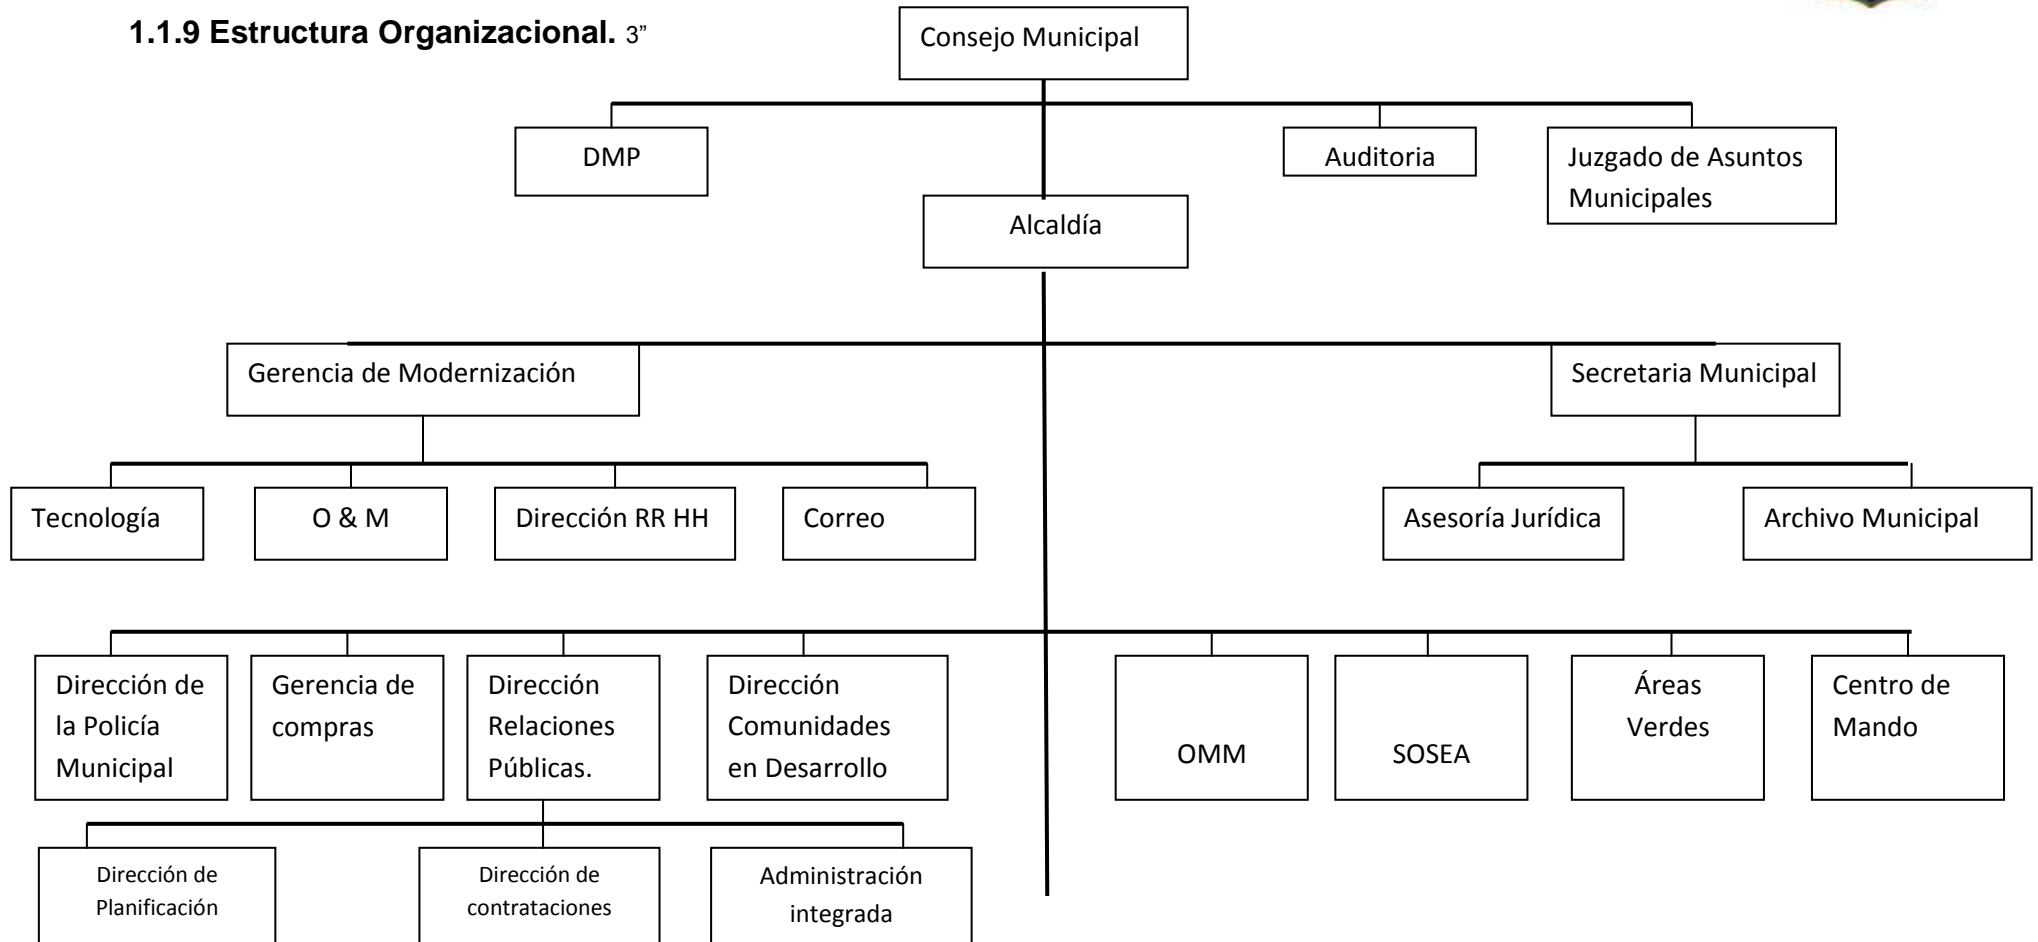 1.1.9 Estructura Organizacional. 3”
Consejo Municipal
DMP
Auditoria
Juzgado de Asuntos
Municipales
Alcaldía
Gerencia de Modernización
Secretaria Municipal
Tecnología
O & M
Dirección RR HH
Correo
Asesoría Jurídica
Archivo Municipal
Dirección de
la Policía
Municipal
Gerencia de
compras
Dirección
Relaciones
Públicas.
Dirección
Comunidades
en Desarrollo
OMM
SOSEA
Áreas
Verdes
Centro de
Mando
Dirección de
Planificación
Dirección de
contrataciones
Administración
integrada